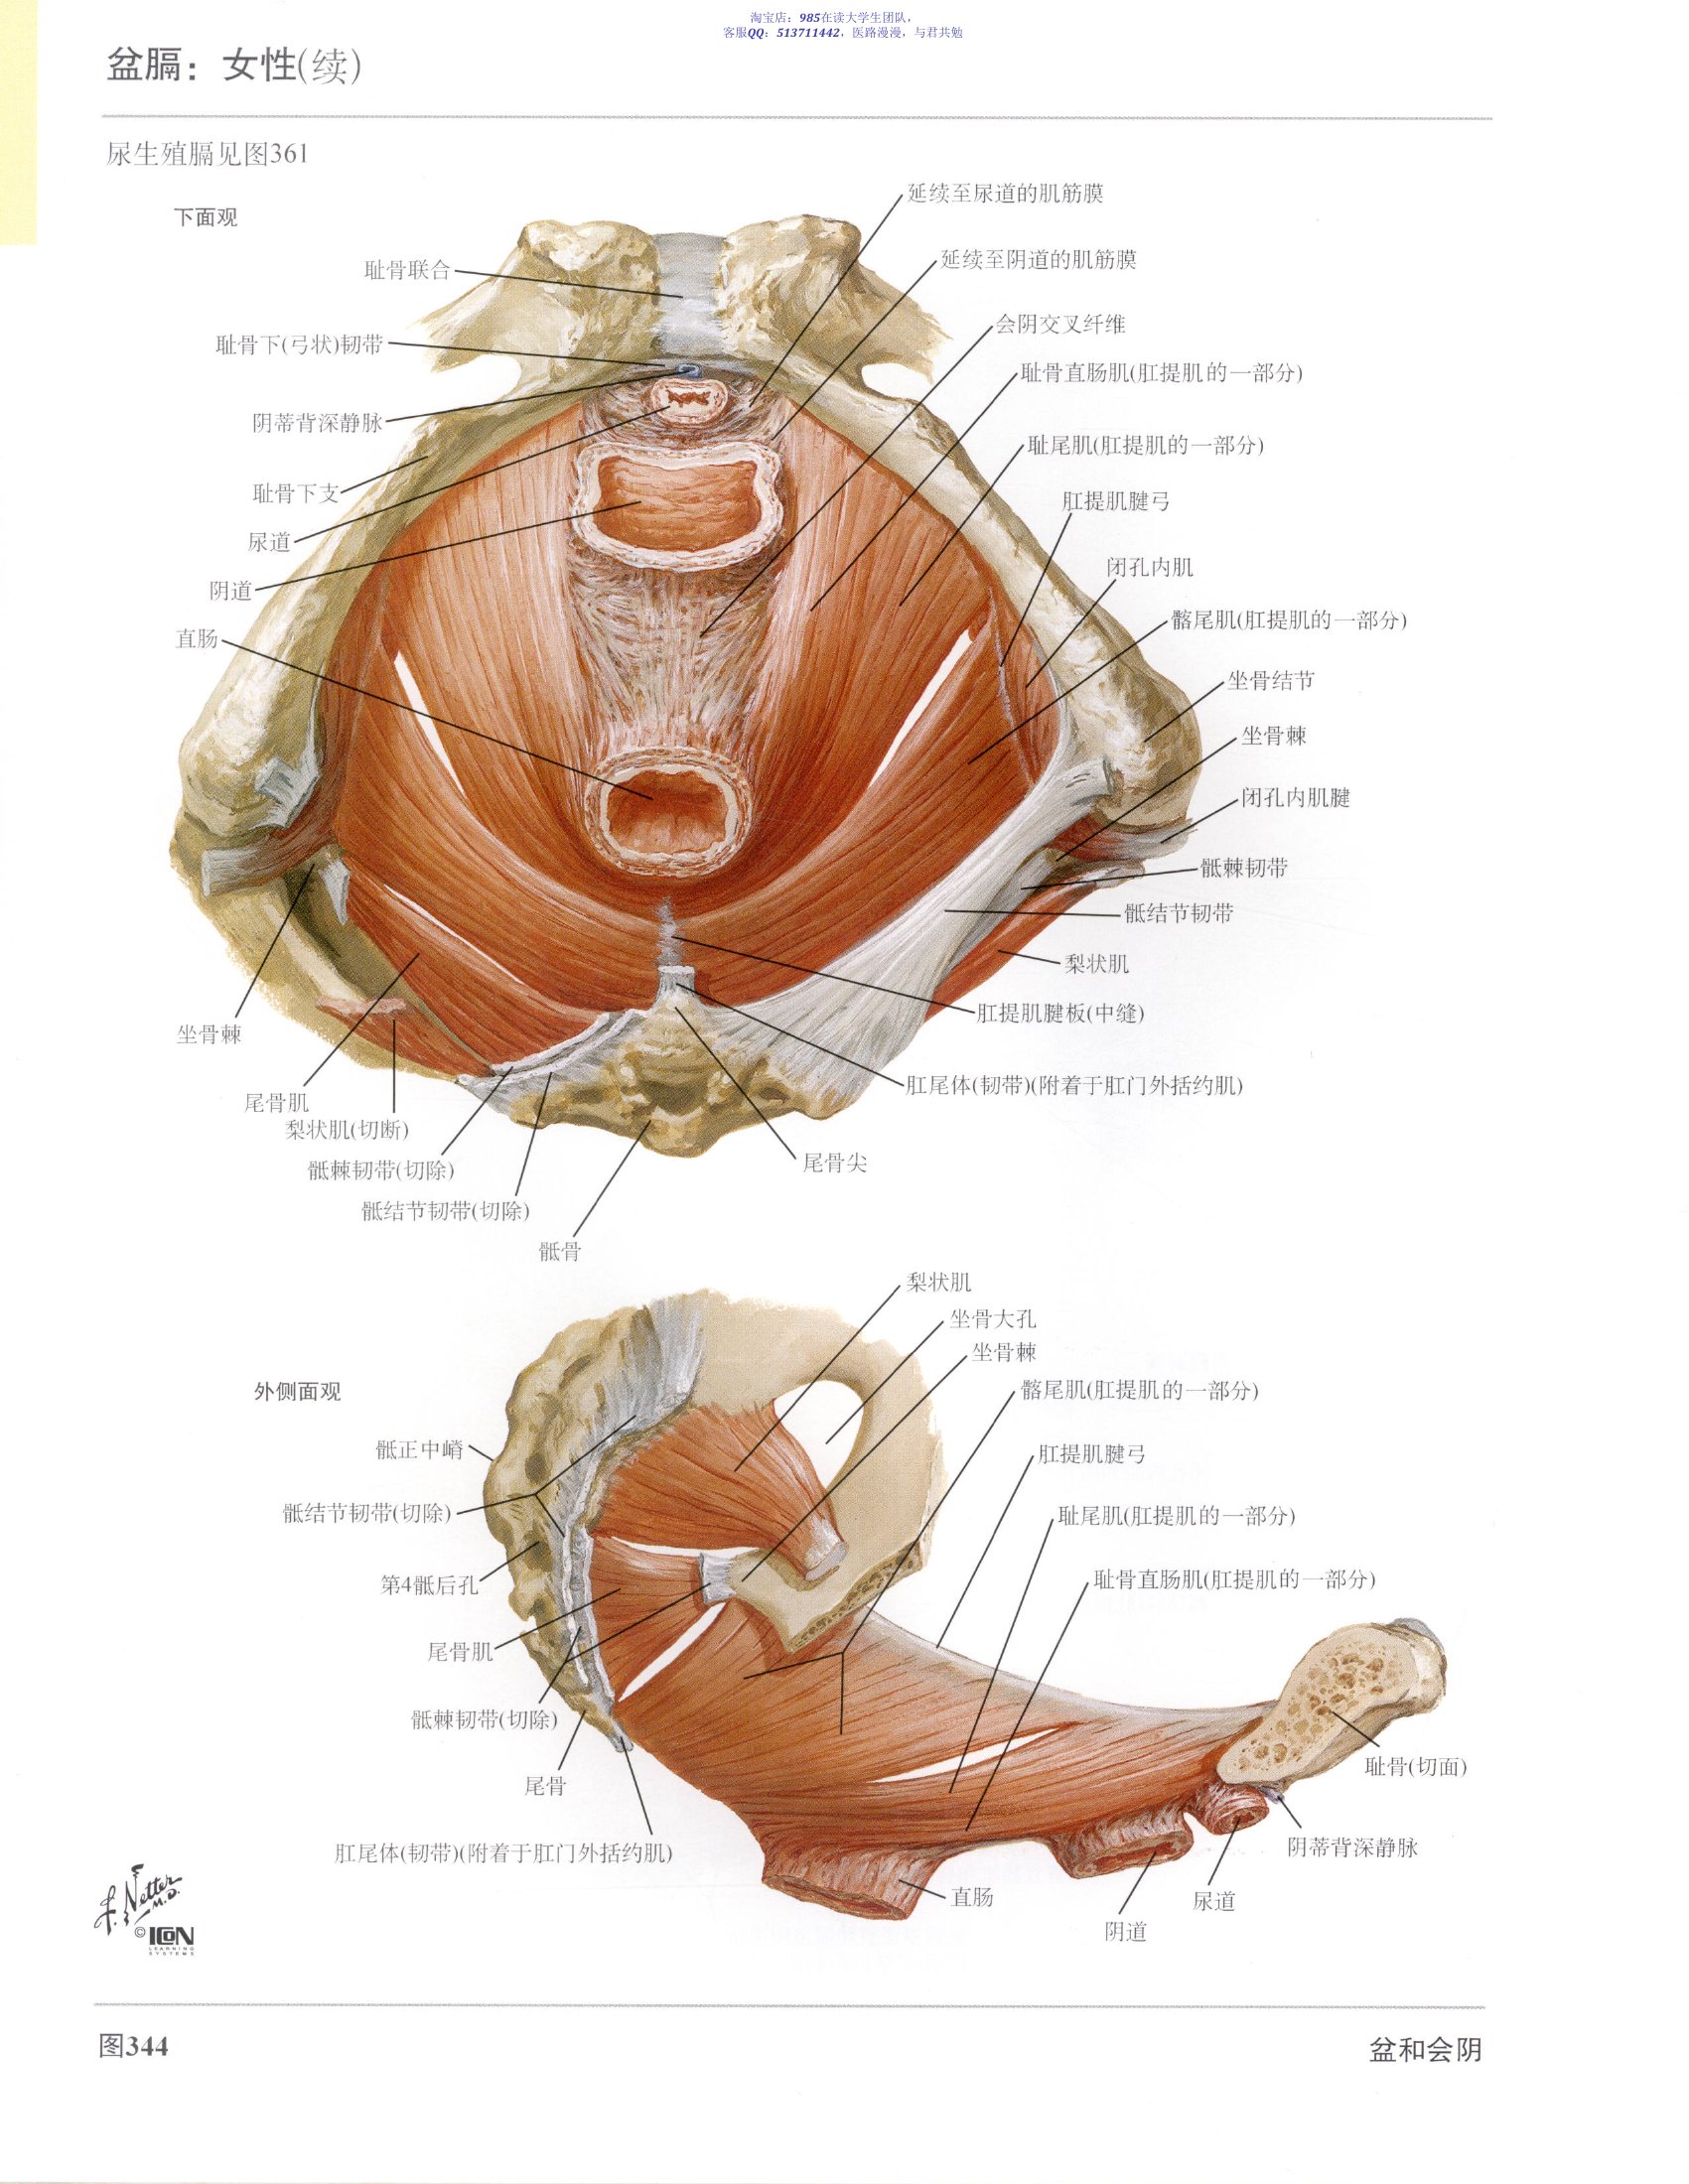 淘宝店：985在读大学生团队，
客服QQ：513711442，医路漫漫，与君共勉
盆膈：女性(续)
尿生殖膈见图361
下面观
延续至尿道的肌筋膜
延续至阴道的肌筋膜
会阴交叉纤维
耻骨直肠肌(肛提肌的一部分)
耻尾肌(肛提肌的一部分)
肛提肌腱弓
闭孔内肌
髂尾肌(肛提肌的一部分)
坐骨结节
坐骨棘
闭孔内肌腱
骶棘韧带
骶结节韧带
梨状肌
肛提肌腱板(中缝)
肛尾体(韧带)(附着于肛门外括约肌)
尾骨尖
耻骨联合
耻骨下(弓状)韧带
阴蒂背深静脉
耻骨下支
尿道
阴道
直肠
坐骨棘
尾骨肌
梨状肌(切断)
骶棘韧带(切除)
骶结节韧带(切除)
骶骨
外侧面观
梨状肌
坐骨大孔
坐骨棘
髂尾肌(肛提肌的一部分)
肛提肌腱弓
耻尾肌(肛提肌的一部分)
耻骨直肠肌(肛提肌的一部分)
耻骨(切面)
阴蒂背深静脉
尿道
阴道
直肠
骶正中嵴
骶结节韧带(切除)
第4骶后孔
尾骨肌
骶棘韧带(切除)
尾骨
肛尾体(韧带)(附着于肛门外括约肌)
F. Netter
M.D.
© ICON
LEARNING
SYSTEMS
图344
盆和会阴